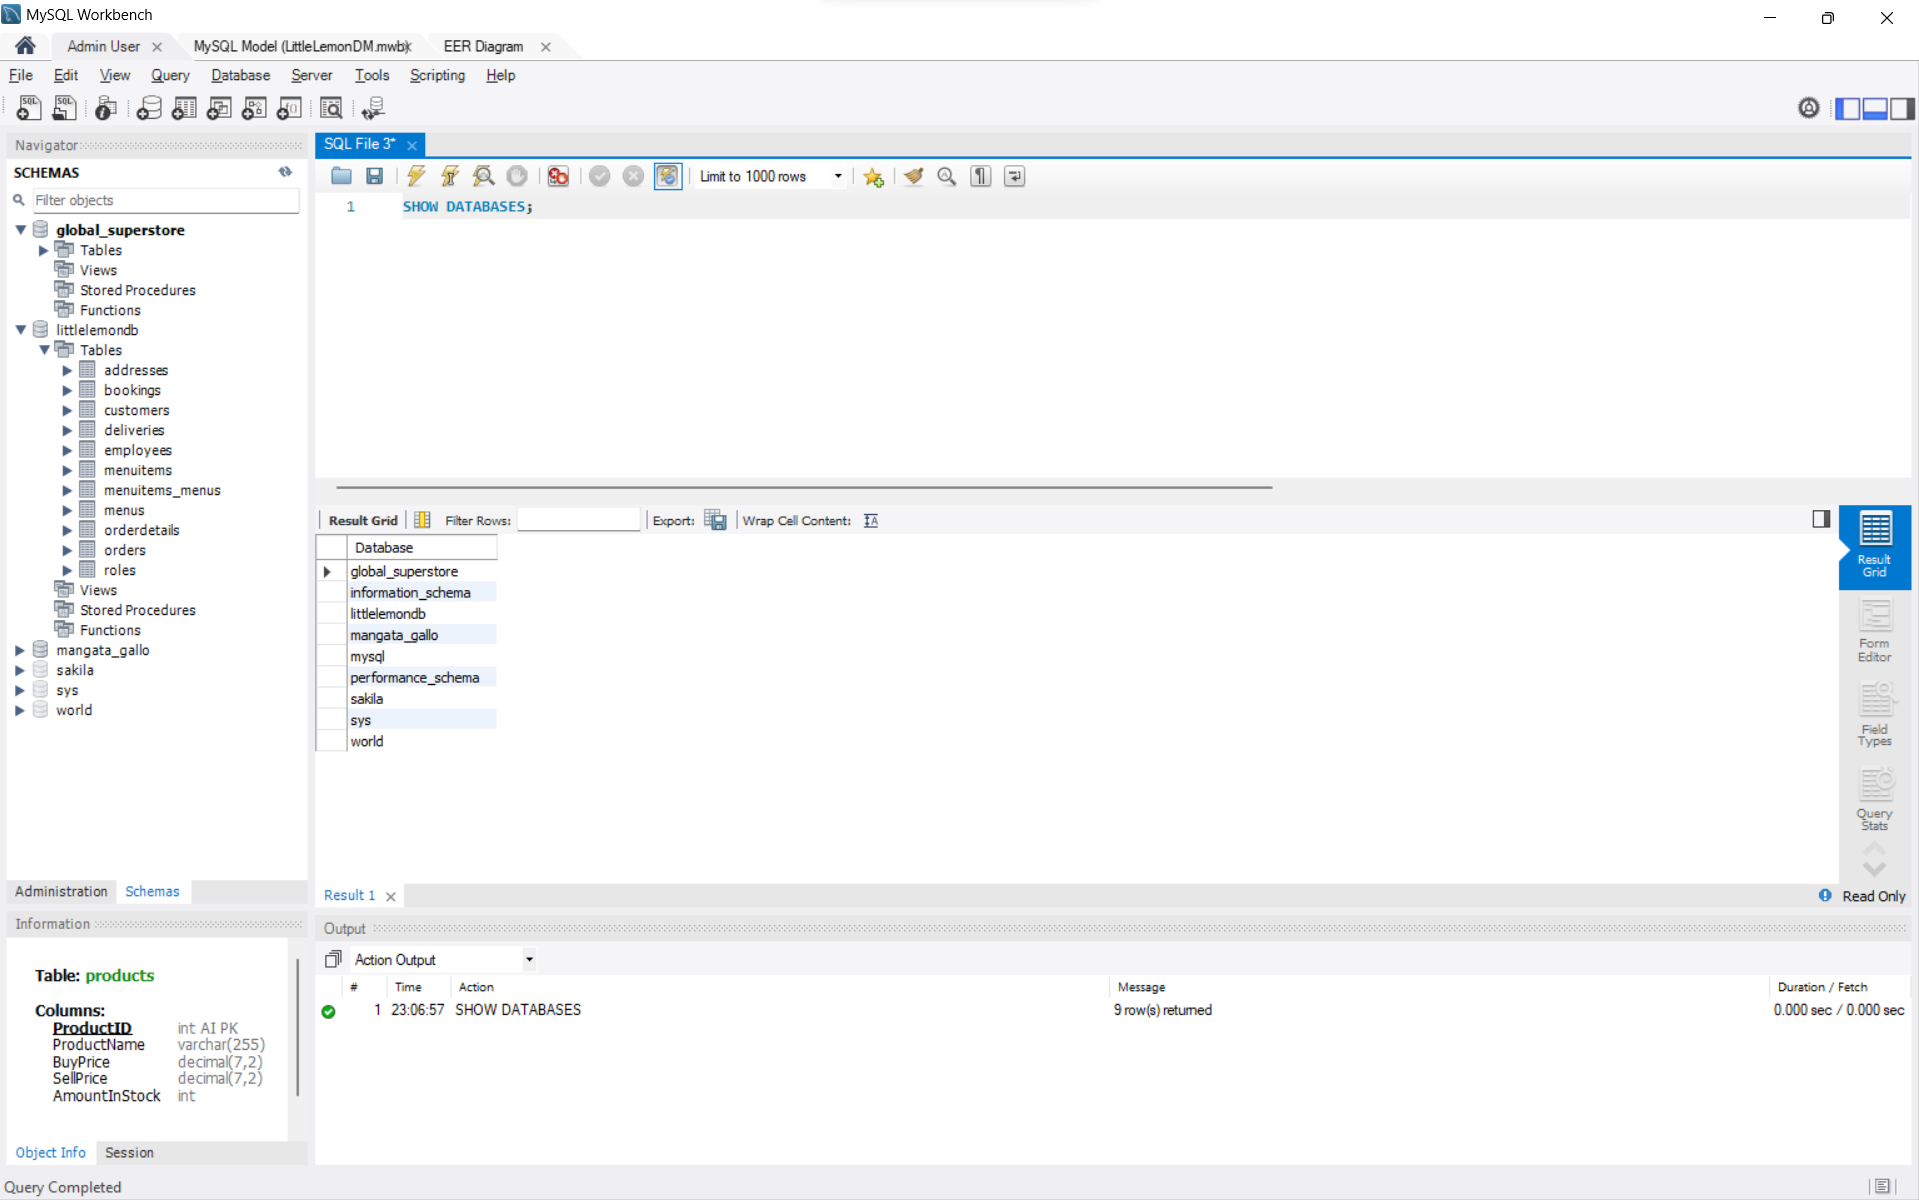 MySQL Workbench
Admin User
MySQL Model (LittleLemonDM.mwb)
EER Diagram
File Edit View Query Database Server Tools Scripting Help
Navigator
SCHEMAS
Filter objects
global_superstore
Tables
Views
Stored Procedures
Functions
littlelemondb
Tables
addresses
bookings
customers
deliveries
employees
menuitems
menuitems_menus
menus
orderdetails
orders
roles
Views
Stored Procedures
Functions
mangata_gallo
sakila
sys
world
Administration Schemas
Information
Table: products
Columns:
ProductID int AI PK
ProductName varchar(255)
BuyPrice decimal(7,2)
SellPrice decimal(7,2)
AmountInStock int
Object Info Session
SQL File 3*
Limit to 1000 rows
1 SHOW DATABASES;
Result Grid Filter Rows: Export: Wrap Cell Content:
Database
global_superstore
information_schema
littlelemondb
mangata_gallo
mysql
performance_schema
sakila
sys
world
Result
Grid
Form
Editor
Field
Types
Query
Stats
Result 1
Read Only
Output
Action Output
# Time Action Message Duration / Fetch
1 23:06:57 SHOW DATABASES 9 row(s) returned 0.000 sec / 0.000 sec
Query Completed